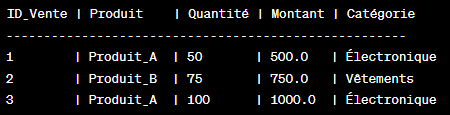 ID_Vente | Produit | Quantité | Montant | Catégorie
---------------------------------------------------
1 | Produit_A | 50 | 500.0 | Électronique
2 | Produit_B | 75 | 750.0 | Vêtements
3 | Produit_A | 100 | 1000.0 | Électronique